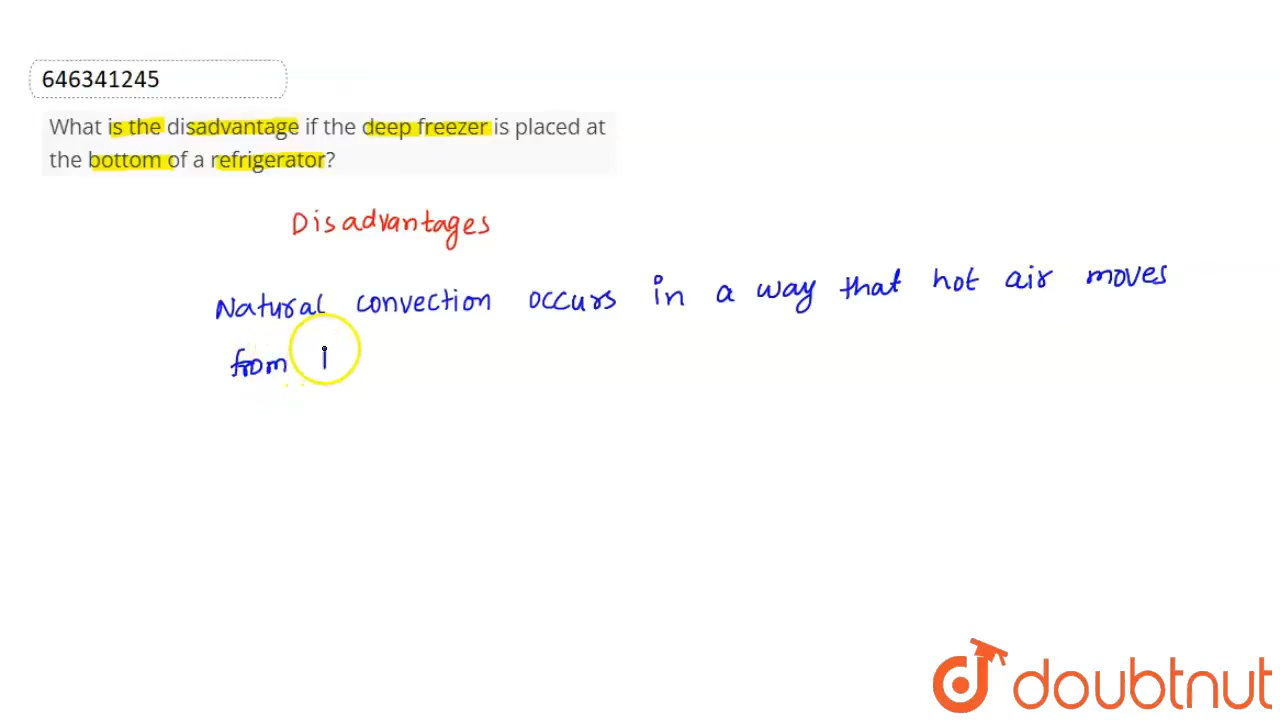 646341245
What is the disadvantage if the deep freezer is placed at
the bottom of a refrigerator?
Disadvantages
Natural convection occurs in a way that hot air moves
from
doubtnut